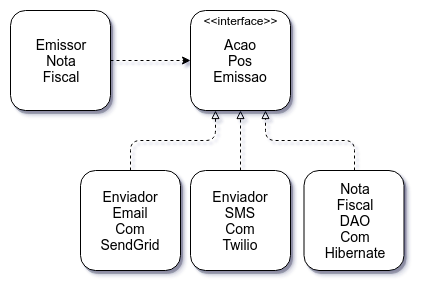 Emissor
Nota
Fiscal
<<interface>>
Acao
Pos
Emissao
Enviador
Email
Com
SendGrid
Enviador
SMS
Com
Twilio
Nota
Fiscal
DAO
Com
Hibernate